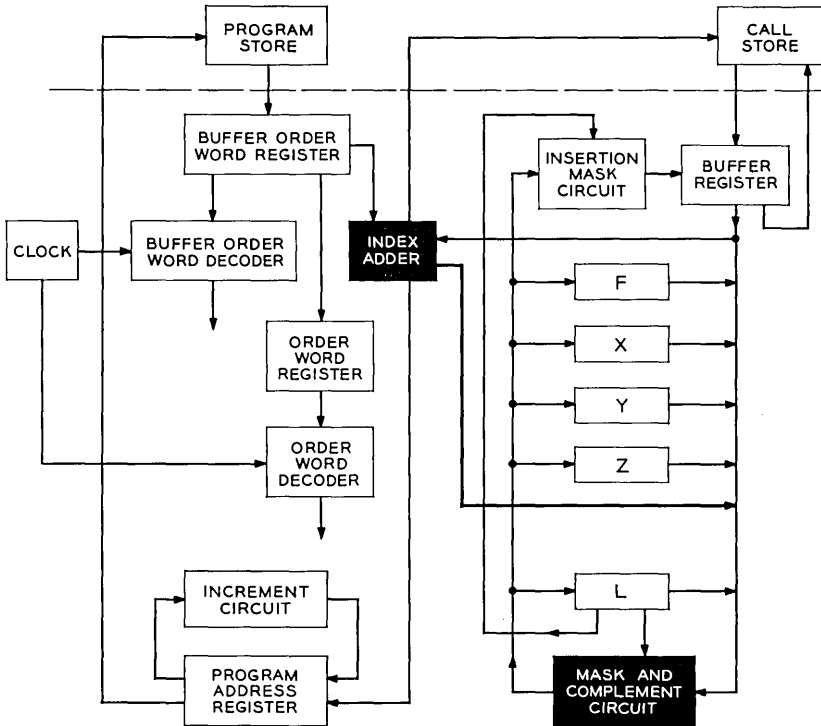 PROGRAM
STORE
CALL
STORE
BUFFER ORDER
WORD REGISTER
INSERTION
MASK
CIRCUIT
BUFFER
REGISTER
CLOCK
BUFFER ORDER
WORD DECODER
INDEX
ADDER
F
ORDER
WORD
REGISTER
X
Y
ORDER
WORD
DECODER
Z
INCREMENT
CIRCUIT
L
PROGRAM
ADDRESS
REGISTER
MASK AND
COMPLEMENT
CIRCUIT